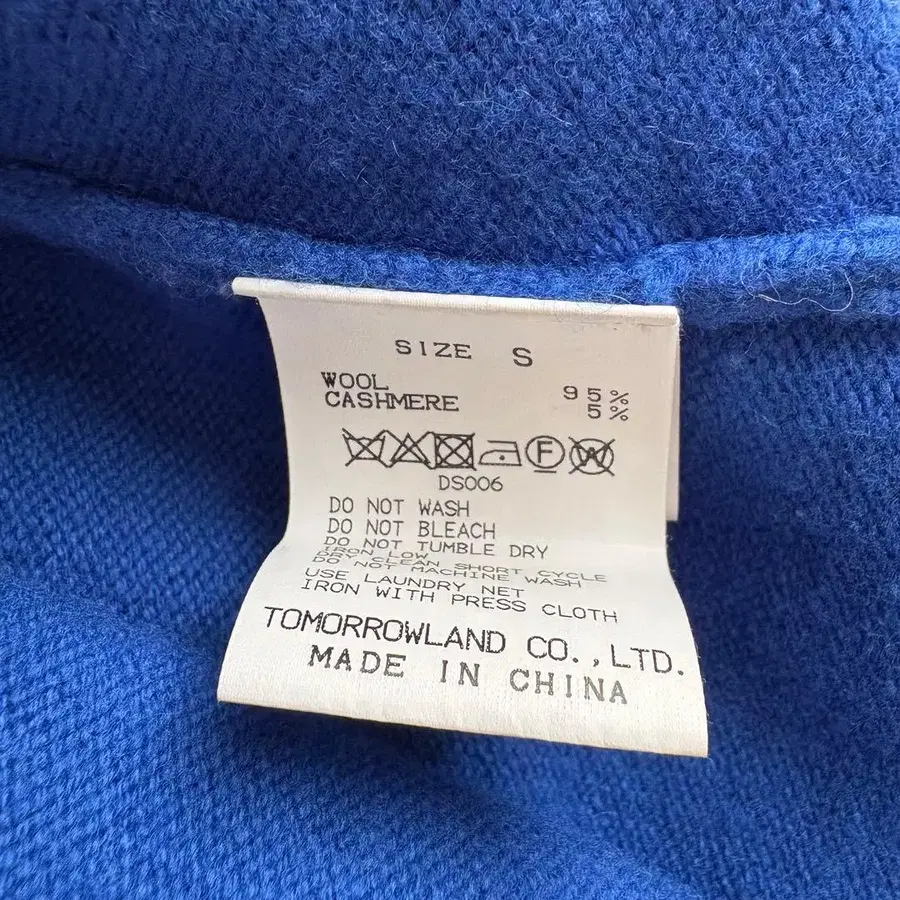 SIZE S
WOOL 95%
CASHMERE 5%
F W
DS006
DO NOT WASH
DO NOT BLEACH
DO NOT TUMBLE DRY
IRON LOW
DRY CLEAN SHORT CYCLE
DO NOT MACHINE WASH
USE LAUNDRY NET
IRON WITH PRESS CLOTH
TOMORROWLAND CO.,LTD.
MADE IN CHINA